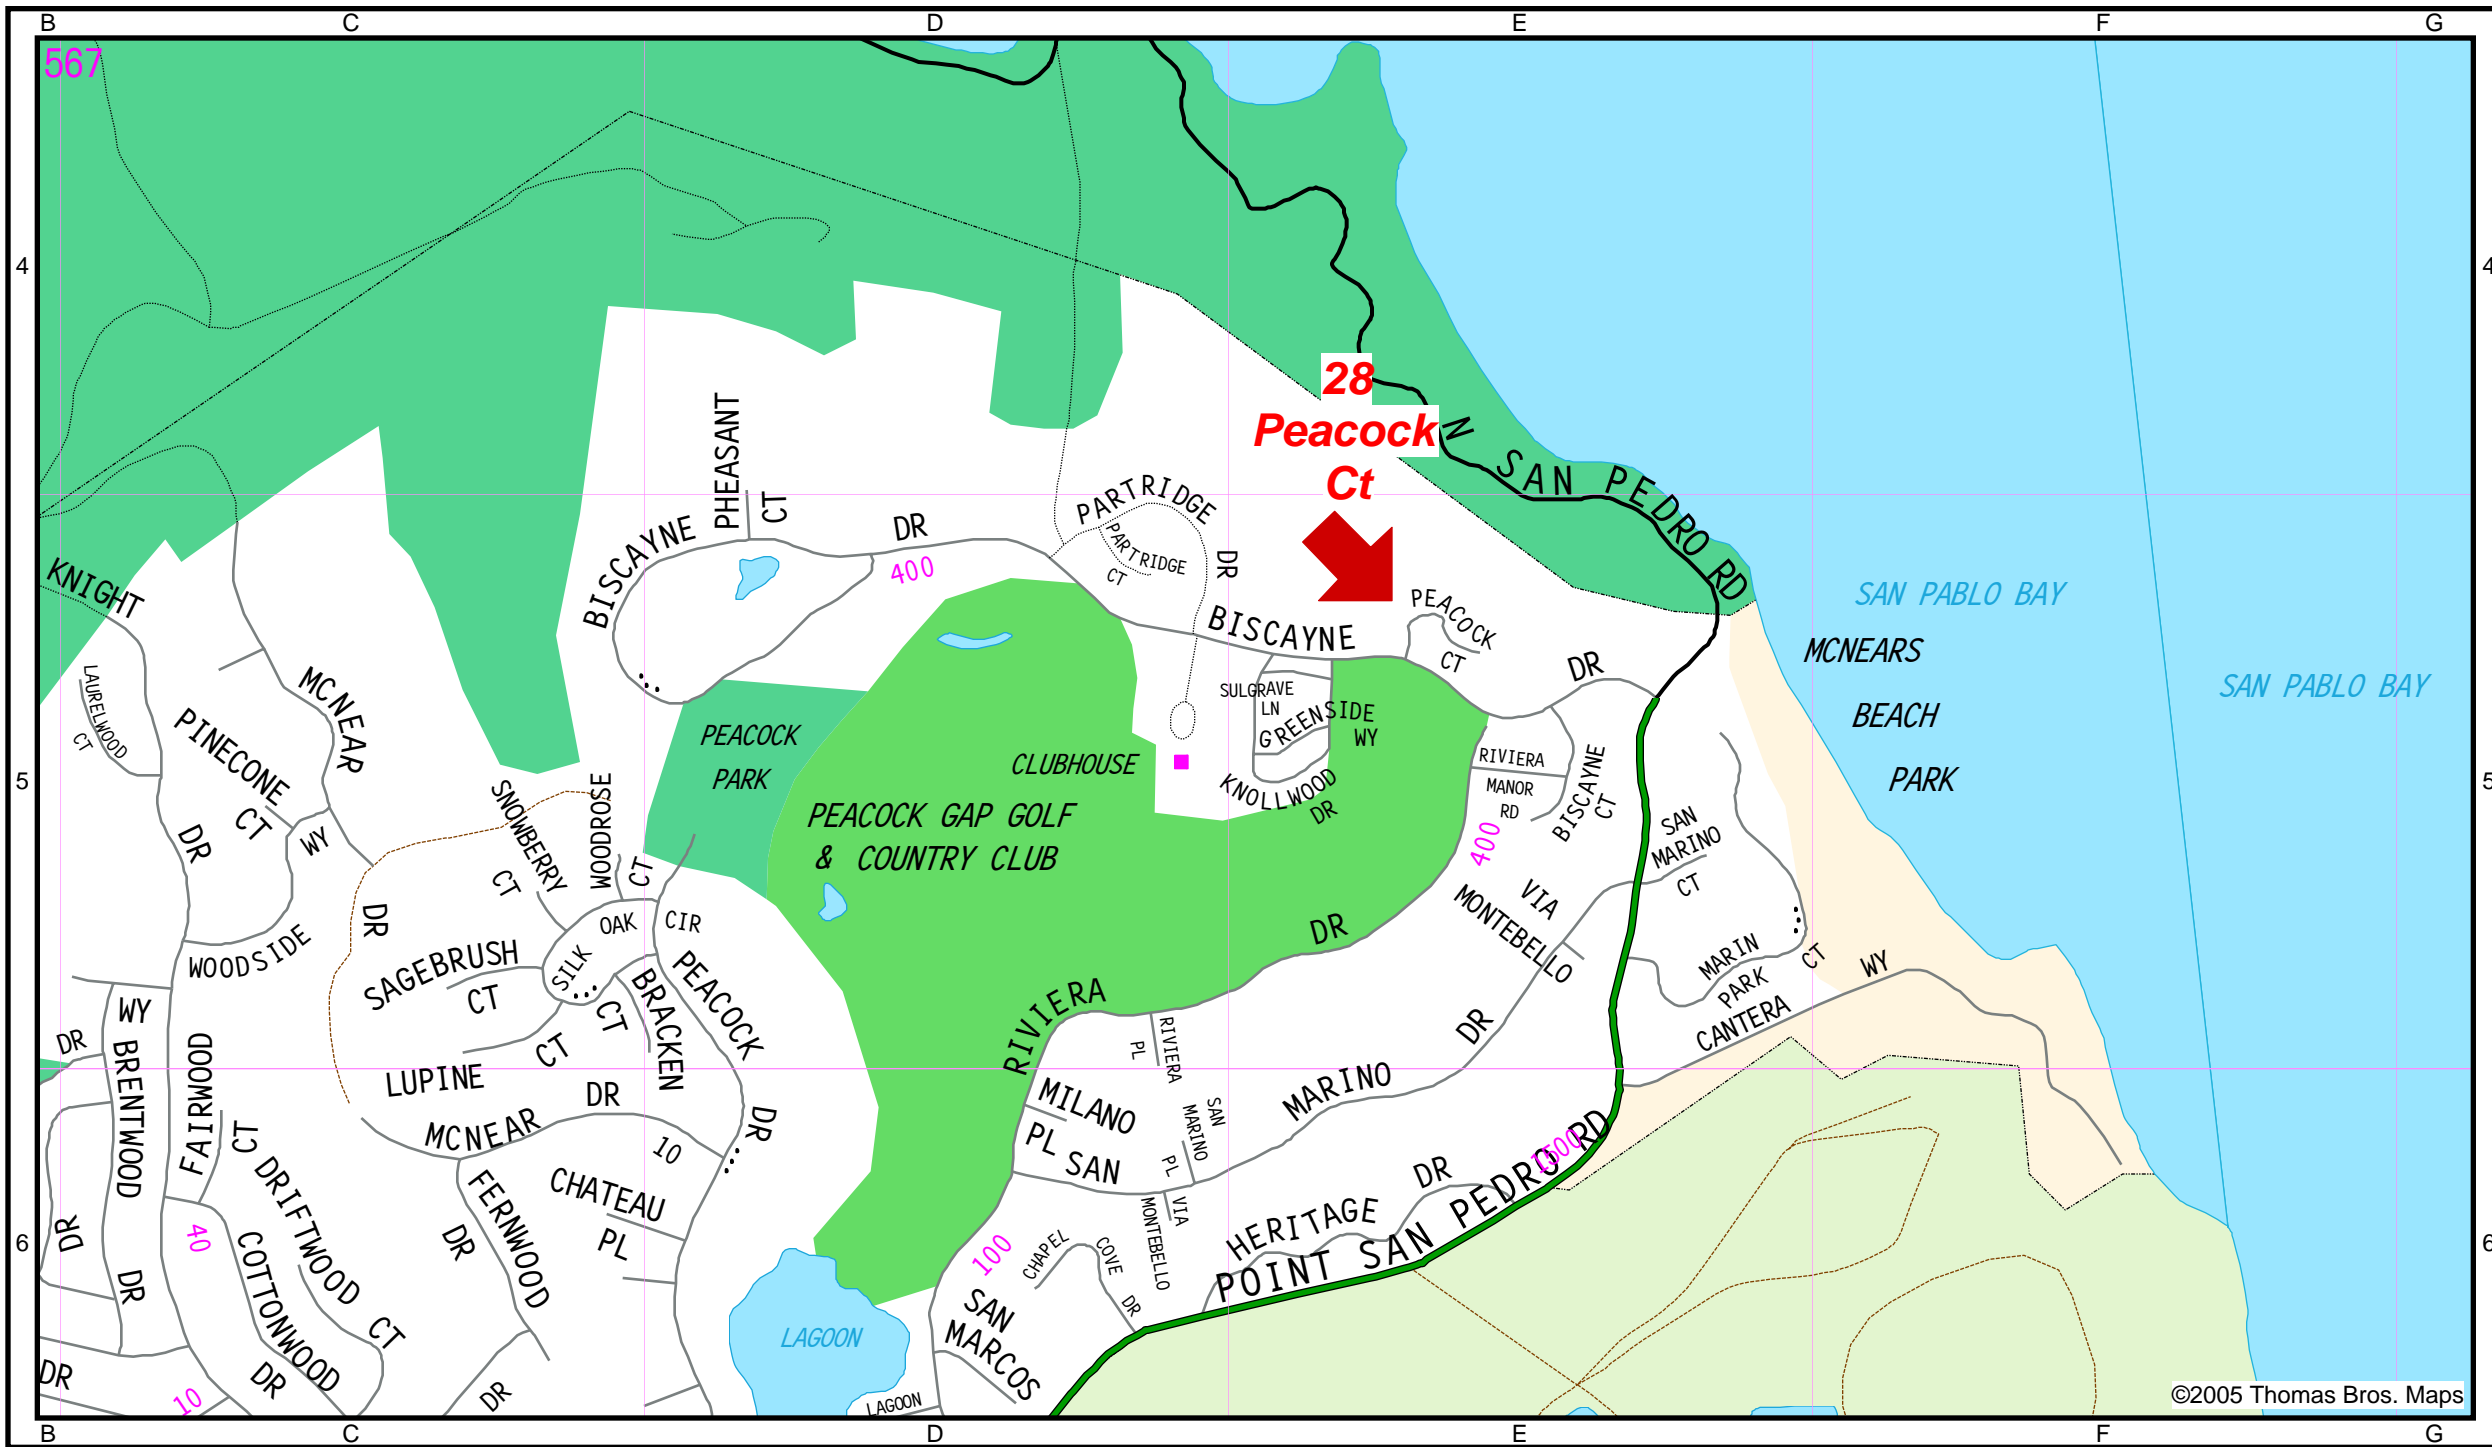 B C D E F G
567
4 4
28
Peacock
Ct
N SAN PEDRO RD
PHEASANT
CT
BISCAYNE DR
400
PARTRIDGE DR
PARTRIDGE
CT
KNIGHT
BISCAYNE DR
PEACOCK
CT
SAN PABLO BAY
MCNEARS
BEACH
PARK
SAN PABLO BAY
LAURELWOOD
CT
MCNEAR
PINECONE
CT
WY
DR
PEACOCK
PARK
SULGRAVE
LN
GREENSIDE
WY
CLUBHOUSE
KNOLLWOOD
DR
RIVIERA
MANOR
RD
BISCAYNE
CT
5 5
PEACOCK GAP GOLF
& COUNTRY CLUB
SNOWBERRY
CT
WOODROSE
CT
400
SAN
MARINO
CT
VIA
MONTEBELLO
DR
WOODSIDE
SAGEBRUSH
CT
SILK OAK CIR
PEACOCK
DR
CT
BRACKEN
RIVIERA DR
MARIN
PARK
CT
CANTERA WY
WY
DR
BRENTWOOD
DR
FAIRWOOD
CT
LUPINE
CT
RIVIERA
PL
MILANO
PL
SAN MARINO DR
SAN
MARINO
PL
MCNEAR DR
10
CHATEAU
PL
FERNWOOD
DR
DRIFTWOOD CT
COTTONWOOD
DR
40
DR
6 6
VIA
MONTEBELLO
HERITAGE DR
POINT SAN PEDRO RD
1500
100
CHAPEL
COVE
DR
SAN
MARCOS
LAGOON
LAGOON
DR
10
DR
©2005 Thomas Bros. Maps
B C D E F G